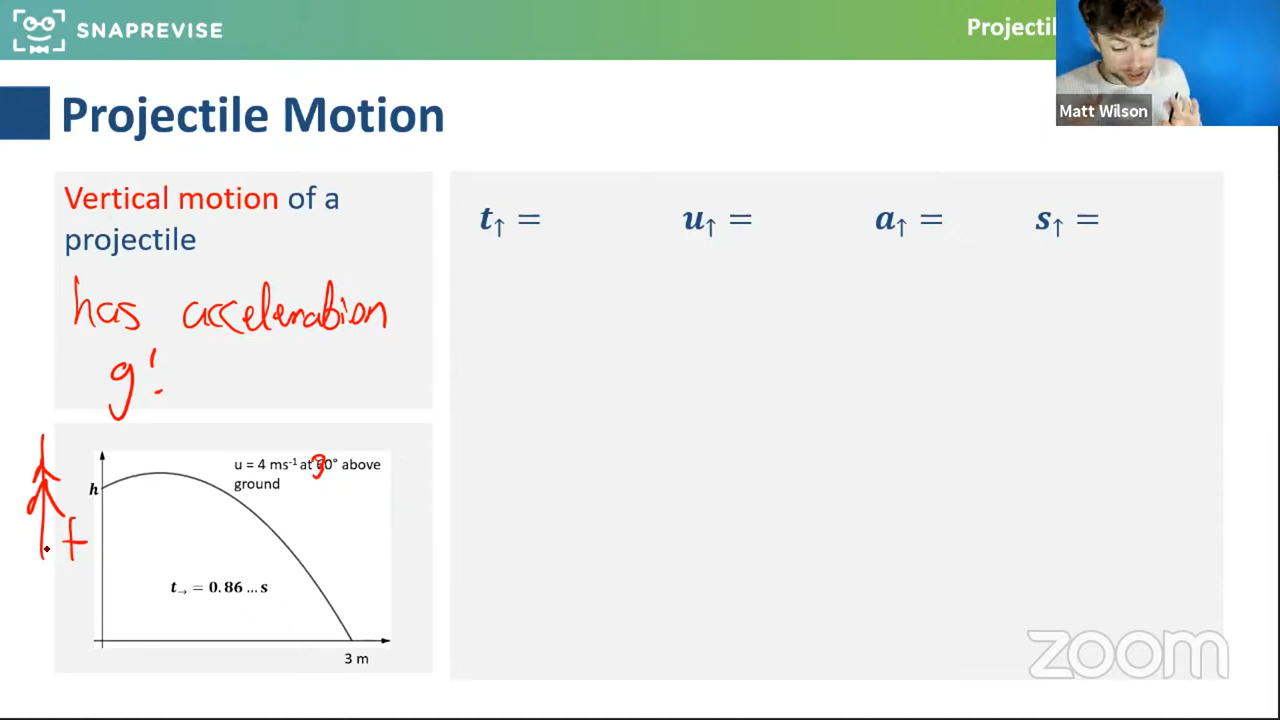 SNAPREVISE
Projectil
Matt Wilson
Projectile Motion
Vertical motion of a
projectile
has acceleration
g!
t↑ = u↑ = a↑ = s↑ =
u = 4 ms⁻¹ at 30° above
ground
h
+
t→ = 0.86 ... s
3 m
zoom